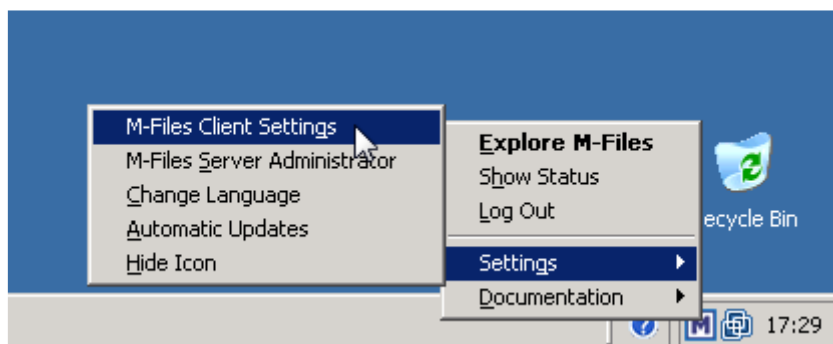 M-Files Client Settings
M-Files Server Administrator
Change Language
Automatic Updates
Hide Icon
Explore M-Files
Show Status
Log Out
Settings
Documentation
ecycle Bin
?
M
17:29